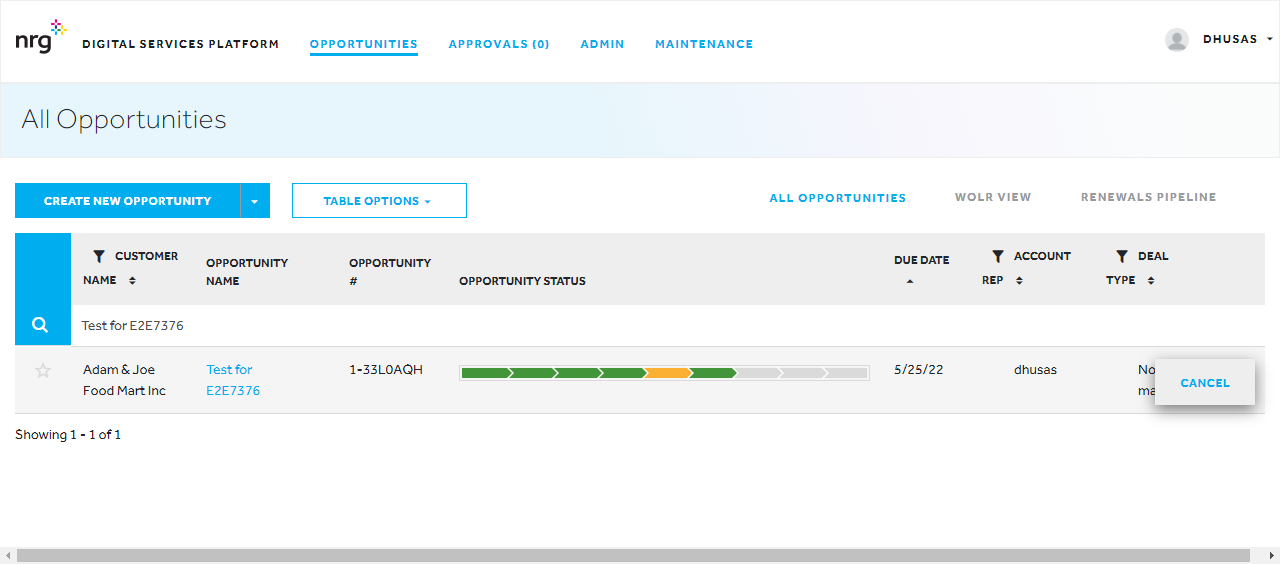 nrg DIGITAL SERVICES PLATFORM OPPORTUNITIES APPROVALS (0) ADMIN MAINTENANCE DHUSAS
All Opportunities
CREATE NEW OPPORTUNITY TABLE OPTIONS ALL OPPORTUNITIES WOLR VIEW RENEWALS PIPELINE
CUSTOMER NAME OPPORTUNITY NAME OPPORTUNITY # OPPORTUNITY STATUS DUE DATE ACCOUNT REP DEAL TYPE
Test for E2E7376
Adam & Joe Test for 1-33L0AQH 5/25/22 dhusas No
Food Mart Inc E2E7376 ma
CANCEL
Showing 1 - 1 of 1